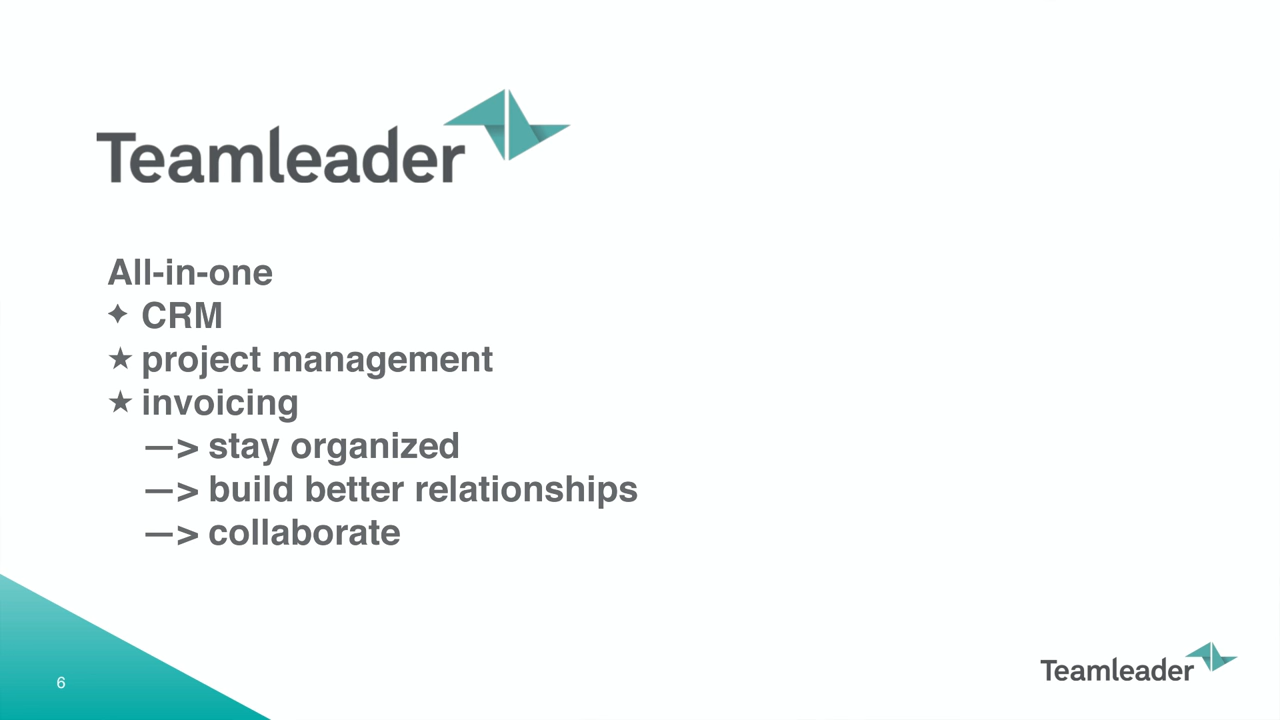 Teamleader
All-in-one
✦ CRM
★ project management
★ invoicing
—> stay organized
—> build better relationships
—> collaborate
6
Teamleader